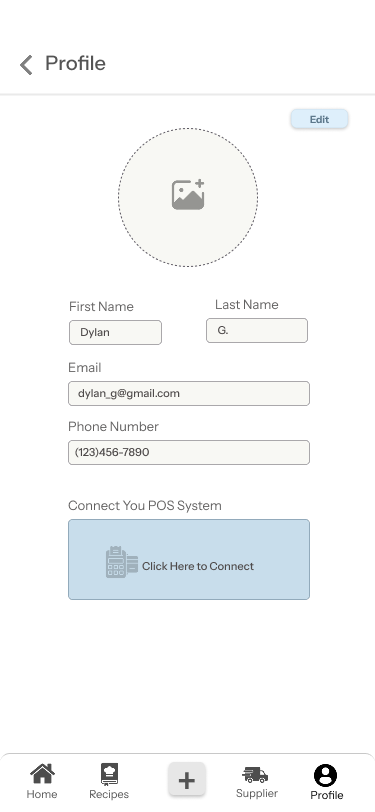 Profile
Edit
First Name
Last Name
Dylan
G.
Email
dylan_g@gmail.com
Phone Number
(123)456-7890
Connect You POS System
Click Here to Connect
Home
Recipes
Supplier
Profile